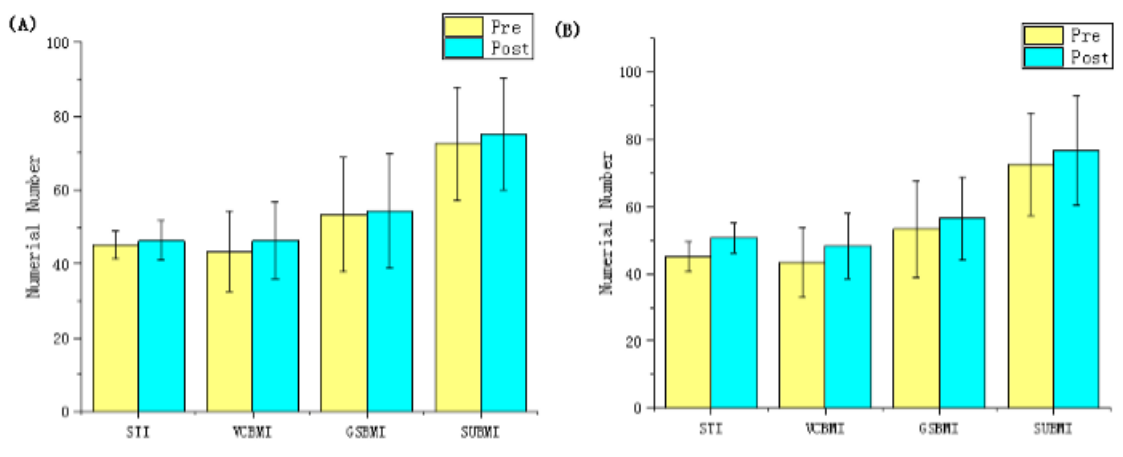 (A)
Pre
Post
100
80
60
40
20
0
Numerial Number
STI
VCBMI
GSBMI
SUBMI
(B)
Pre
Post
100
80
60
40
20
0
Numerial Number
STI
VCBMI
GSBMI
SUBMI